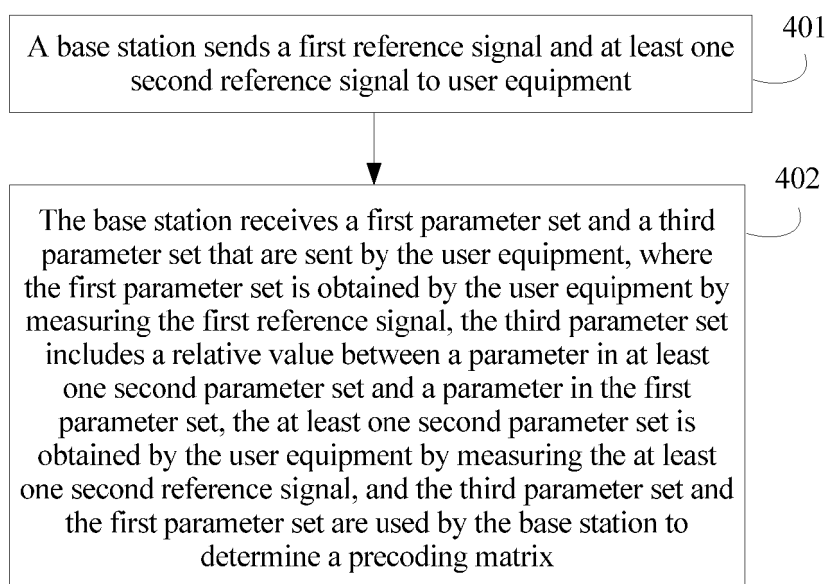 401
A base station sends a first reference signal and at least one
second reference signal to user equipment
402
The base station receives a first parameter set and a third
parameter set that are sent by the user equipment, where
the first parameter set is obtained by the user equipment by
measuring the first reference signal, the third parameter set
includes a relative value between a parameter in at least
one second parameter set and a parameter in the first
parameter set, the at least one second parameter set is
obtained by the user equipment by measuring the at least
one second reference signal, and the third parameter set and
the first parameter set are used by the base station to
determine a precoding matrix